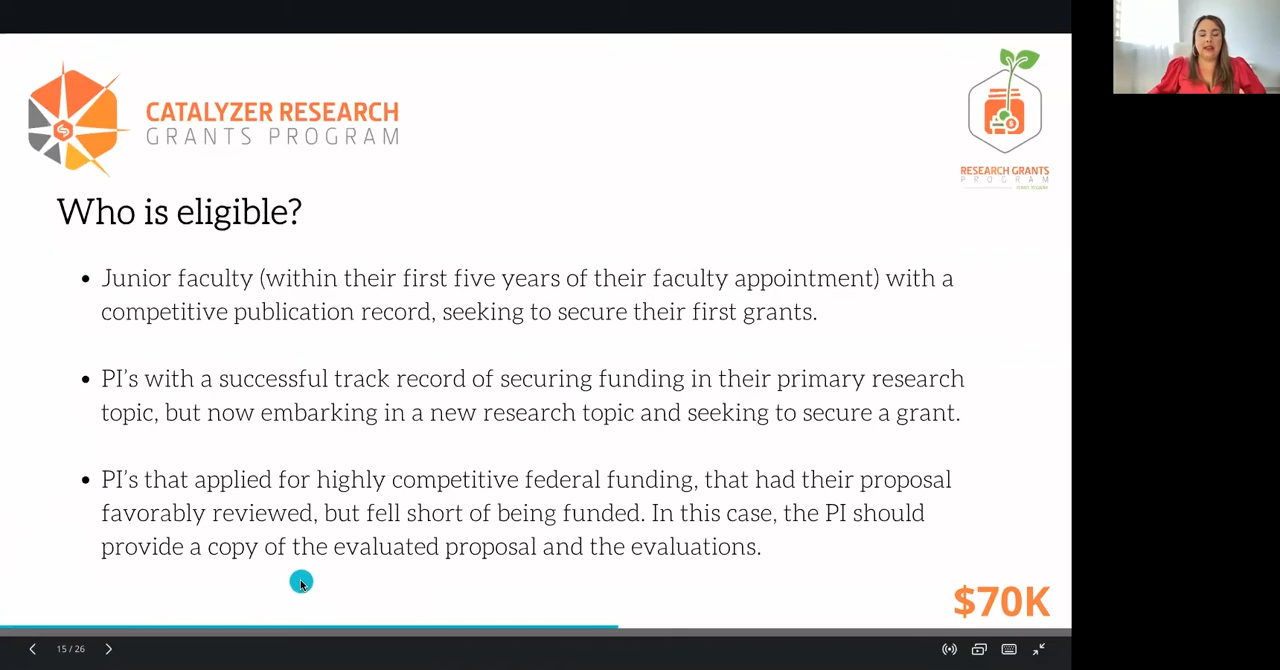 CATALYZER RESEARCH
GRANTS PROGRAM
RESEARCH GRANTS
PROGRAM
Who is eligible?
• Junior faculty (within their first five years of their faculty appointment) with a
competitive publication record, seeking to secure their first grants.
• PI's with a successful track record of securing funding in their primary research
topic, but now embarking in a new research topic and seeking to secure a grant.
• PI's that applied for highly competitive federal funding, that had their proposal
favorably reviewed, but fell short of being funded. In this case, the PI should
provide a copy of the evaluated proposal and the evaluations.
$70K
15 / 26